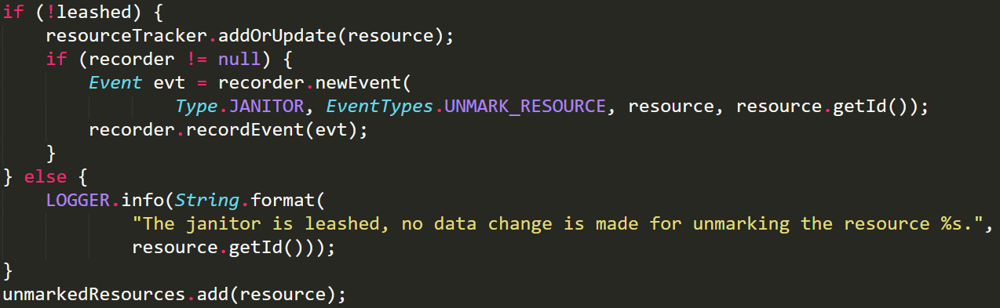 if (!leashed) {
    resourceTracker.addOrUpdate(resource);
    if (recorder != null) {
        Event evt = recorder.newEvent(
                Type.JANITOR, EventTypes.UNMARK_RESOURCE, resource, resource.getId());
        recorder.recordEvent(evt);
    }
} else {
    LOGGER.info(String.format(
            "The janitor is leashed, no data change is made for unmarking the resource %s.",
            resource.getId()));
}
unmarkedResources.add(resource);